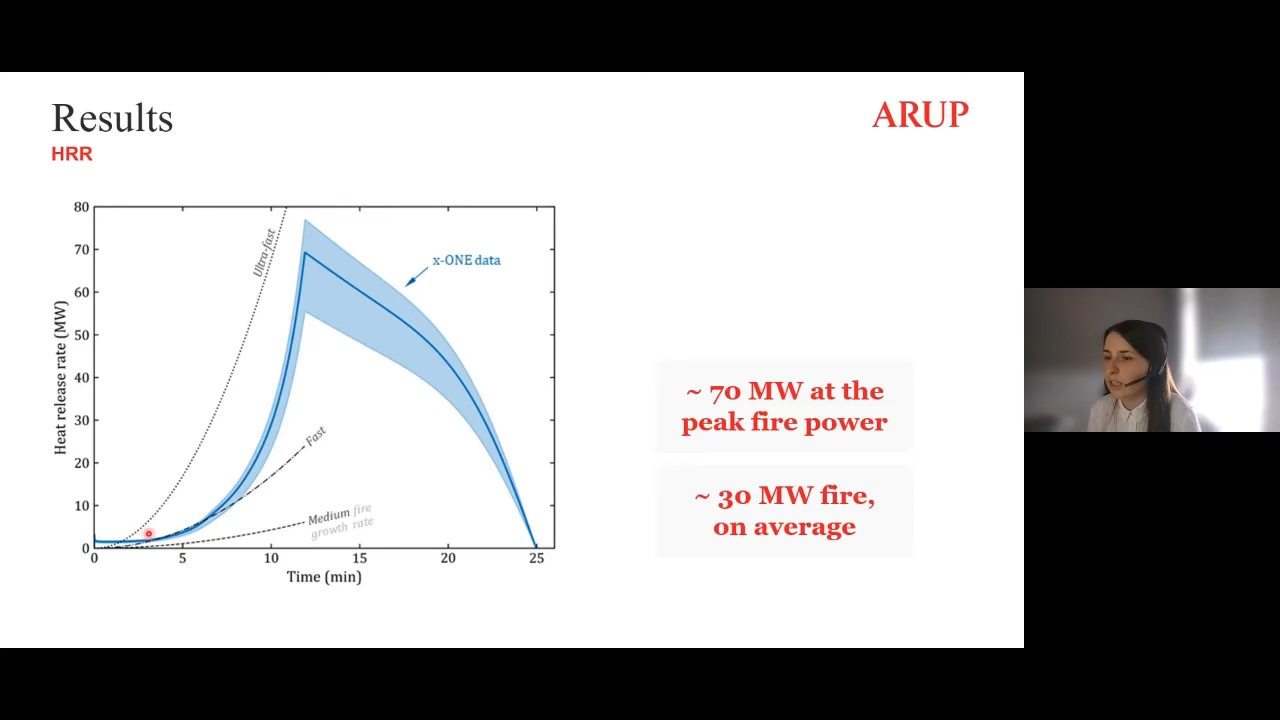 Results
ARUP
HRR
80
70
60
50
40
30
20
10
0
Heat release rate (MW)
0
5
10
15
20
25
Time (min)
Ultra-fast
x-ONE data
Fast
Medium fire
growth rate
~ 70 MW at the
peak fire power
~ 30 MW fire,
on average